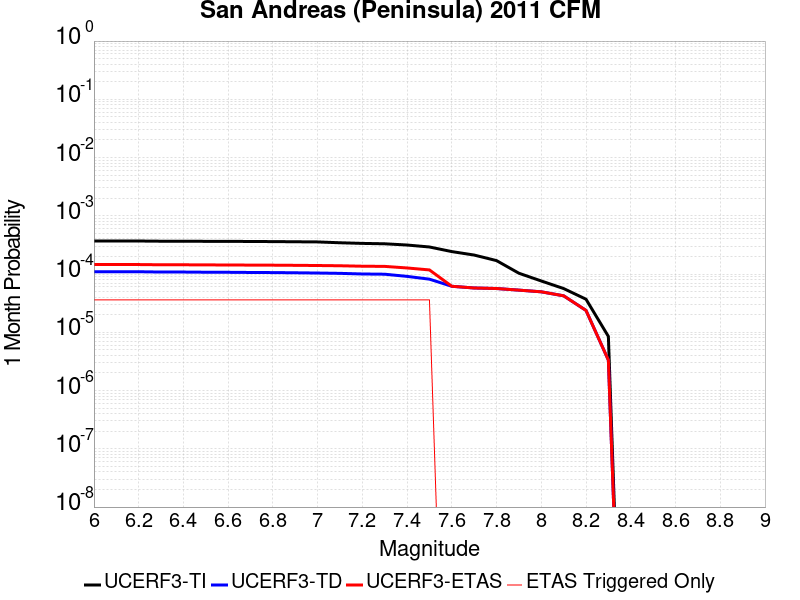 San Andreas (Peninsula) 2011 CFM
1 Month Probability
10^0
10^-1
10^-2
10^-3
10^-4
10^-5
10^-6
10^-7
10^-8
6 6.2 6.4 6.6 6.8 7 7.2 7.4 7.6 7.8 8 8.2 8.4 8.6 8.8 9
Magnitude
UCERF3-TI UCERF3-TD UCERF3-ETAS ETAS Triggered Only